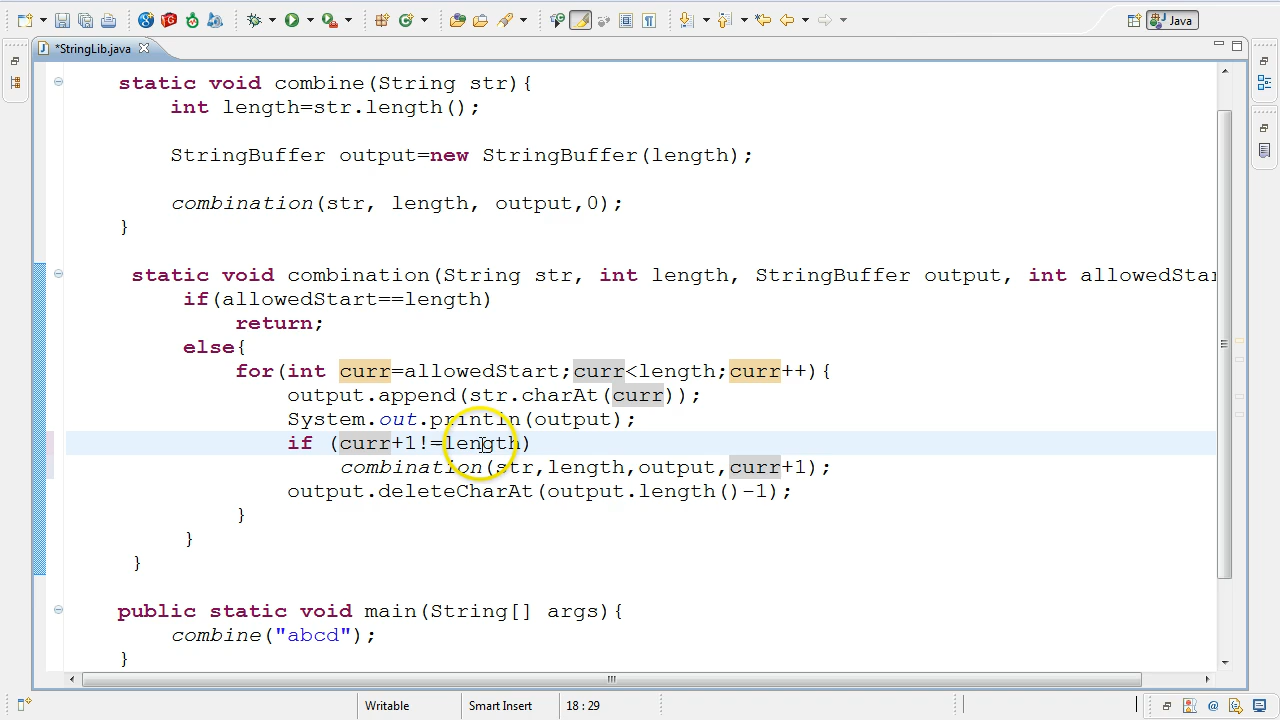 Java
*StringLib.java
static void combine(String str){
int length=str.length();
StringBuffer output=new StringBuffer(length);
combination(str, length, output,0);
}
static void combination(String str, int length, StringBuffer output, int allowedStar
if(allowedStart==length)
return;
else{
for(int curr=allowedStart;curr<length;curr++){
output.append(str.charAt(curr));
System.out.println(output);
if (curr+1!=length)
combination(str,length,output,curr+1);
output.deleteCharAt(output.length()-1);
}
}
}
public static void main(String[] args){
combine("abcd");
}
Writable
Smart Insert
18 : 29